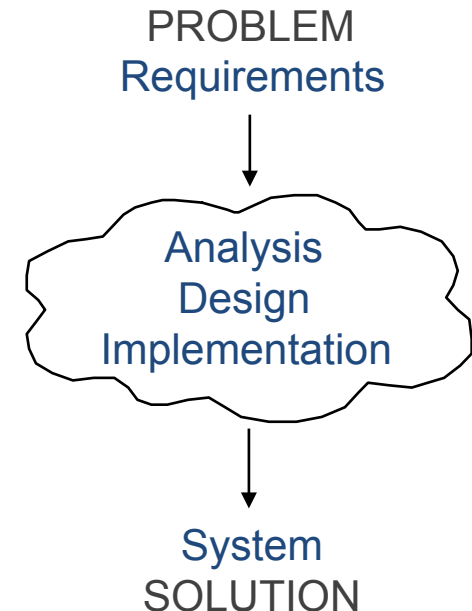 PROBLEM
Requirements
Analysis
Design
Implementation
System
SOLUTION